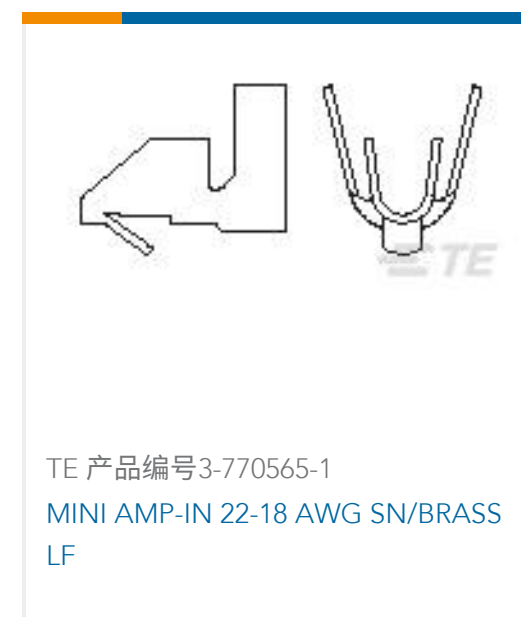 TE
TE 产品编号3-770565-1
MINI AMP-IN 22-18 AWG SN/BRASS
LF